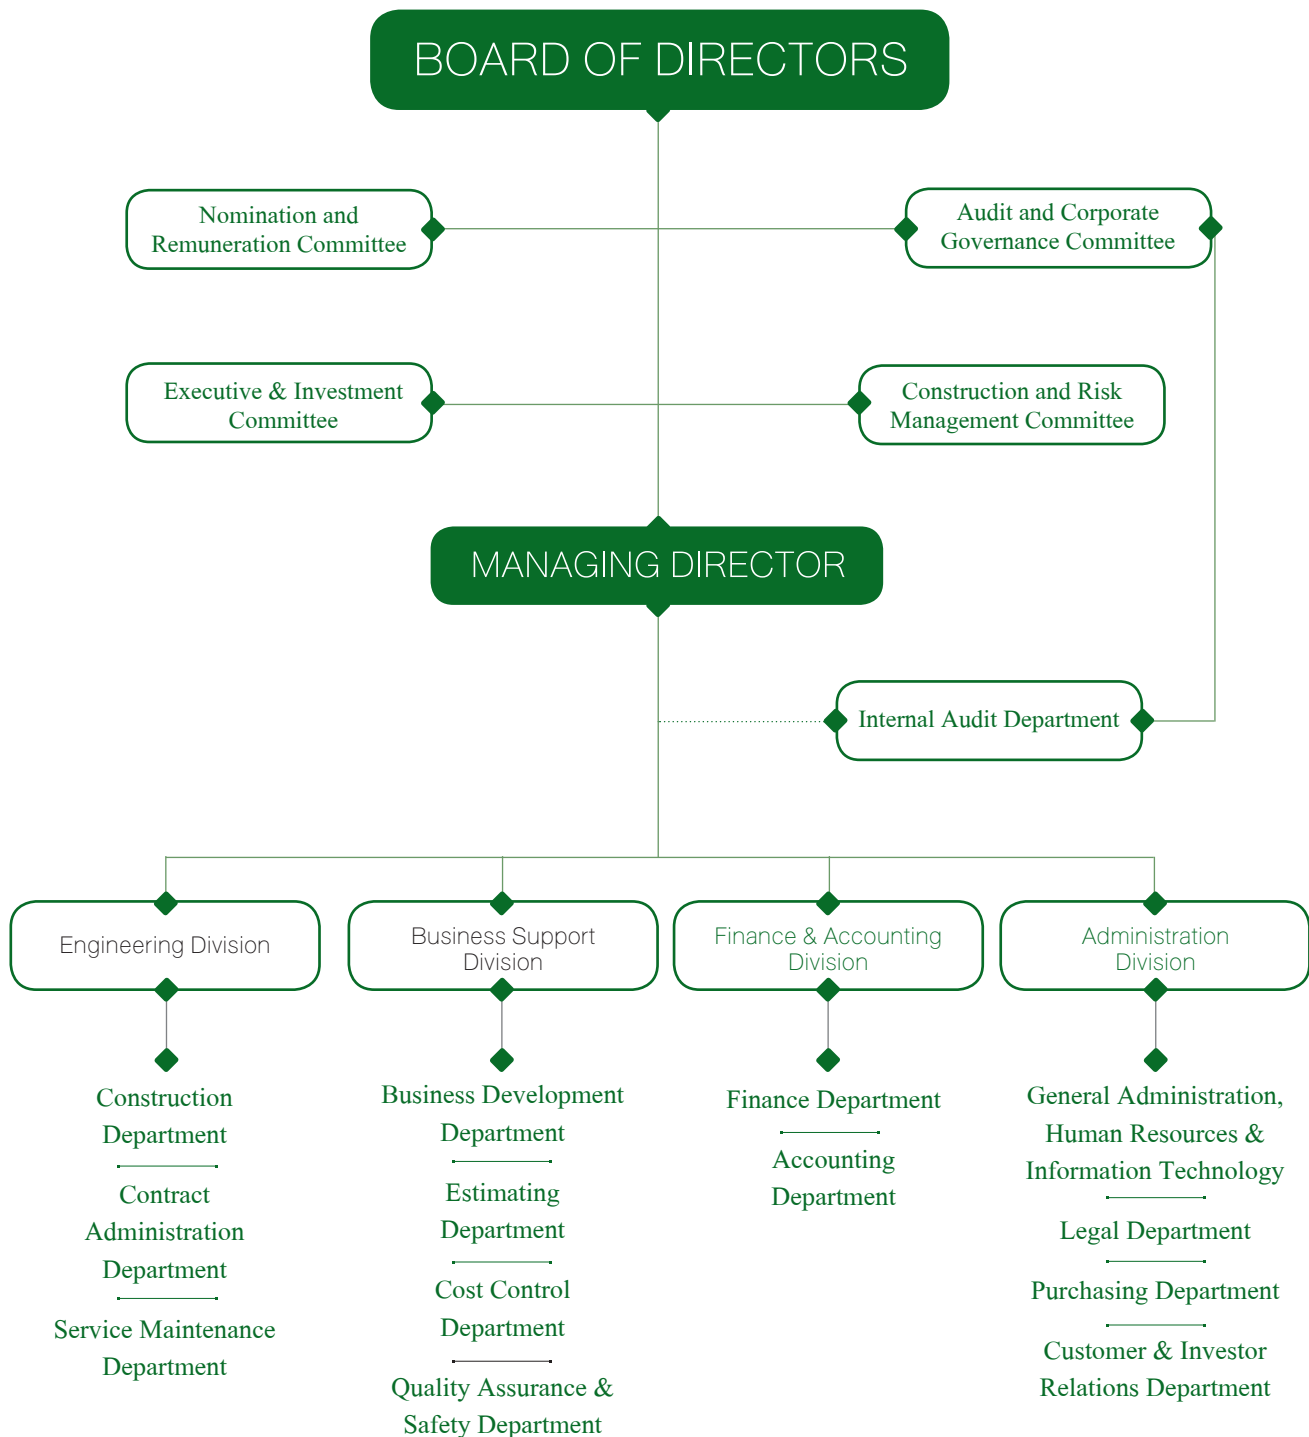 BOARD OF DIRECTORS
Nomination and
Remuneration Committee
Audit and Corporate
Governance Committee
Executive & Investment
Committee
Construction and Risk
Management Committee
MANAGING DIRECTOR
Internal Audit Department
Engineering Division
Business Support
Division
Finance & Accounting
Division
Administration
Division
Construction
Department
Contract
Administration
Department
Service Maintenance
Department
Business Development
Department
Estimating
Department
Cost Control
Department
Quality Assurance &
Safety Department
Finance Department
Accounting
Department
General Administration,
Human Resources &
Information Technology
Legal Department
Purchasing Department
Customer & Investor
Relations Department